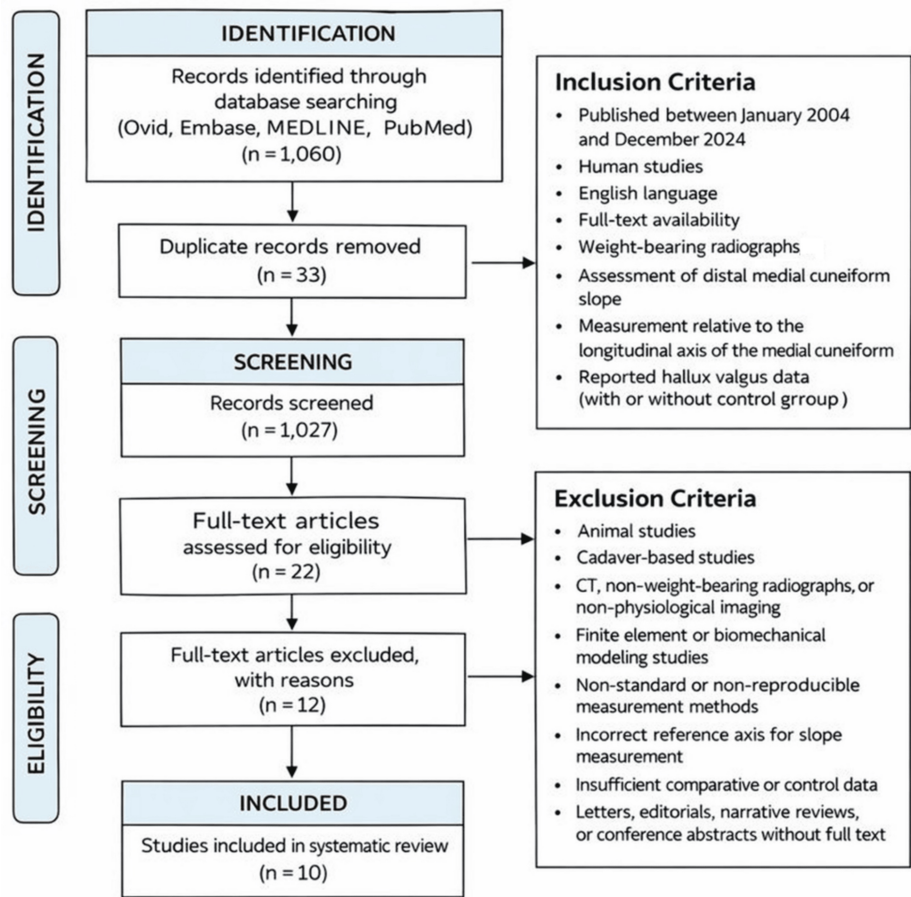 IDENTIFICATION
IDENTIFICATION
Records identified through
database searching
(Ovid, Embase, MEDLINE, PubMed)
(n = 1,060)
Duplicate records removed
(n = 33)
SCREENING
SCREENING
Records screened
(n = 1,027)
Full-text articles
assessed for eligibility
(n = 22)
ELIGIBILITY
Full-text articles excluded,
with reasons
(n = 12)
INCLUDED
Studies included in systematic review
(n = 10)
Inclusion Criteria
• Published between January 2004
and December 2024
• Human studies
• English language
• Full-text availability
• Weight-bearing radiographs
• Assessment of distal medial cuneiform
slope
• Measurement relative to the
longitudinal axis of the medial cuneiform
• Reported hallux valgus data
(with or without control grroup )
Exclusion Criteria
• Animal studies
• Cadaver-based studies
• CT, non-weight-bearing radiographs, or
non-physiological imaging
• Finite element or biomechanical
modeling studies
• Non-standard or non-reproducible
measurement methods
• Incorrect reference axis for slope
measurement
• Insufficient comparative or control data
• Letters, editorials, narrative reviews,
or conference abstracts without full text